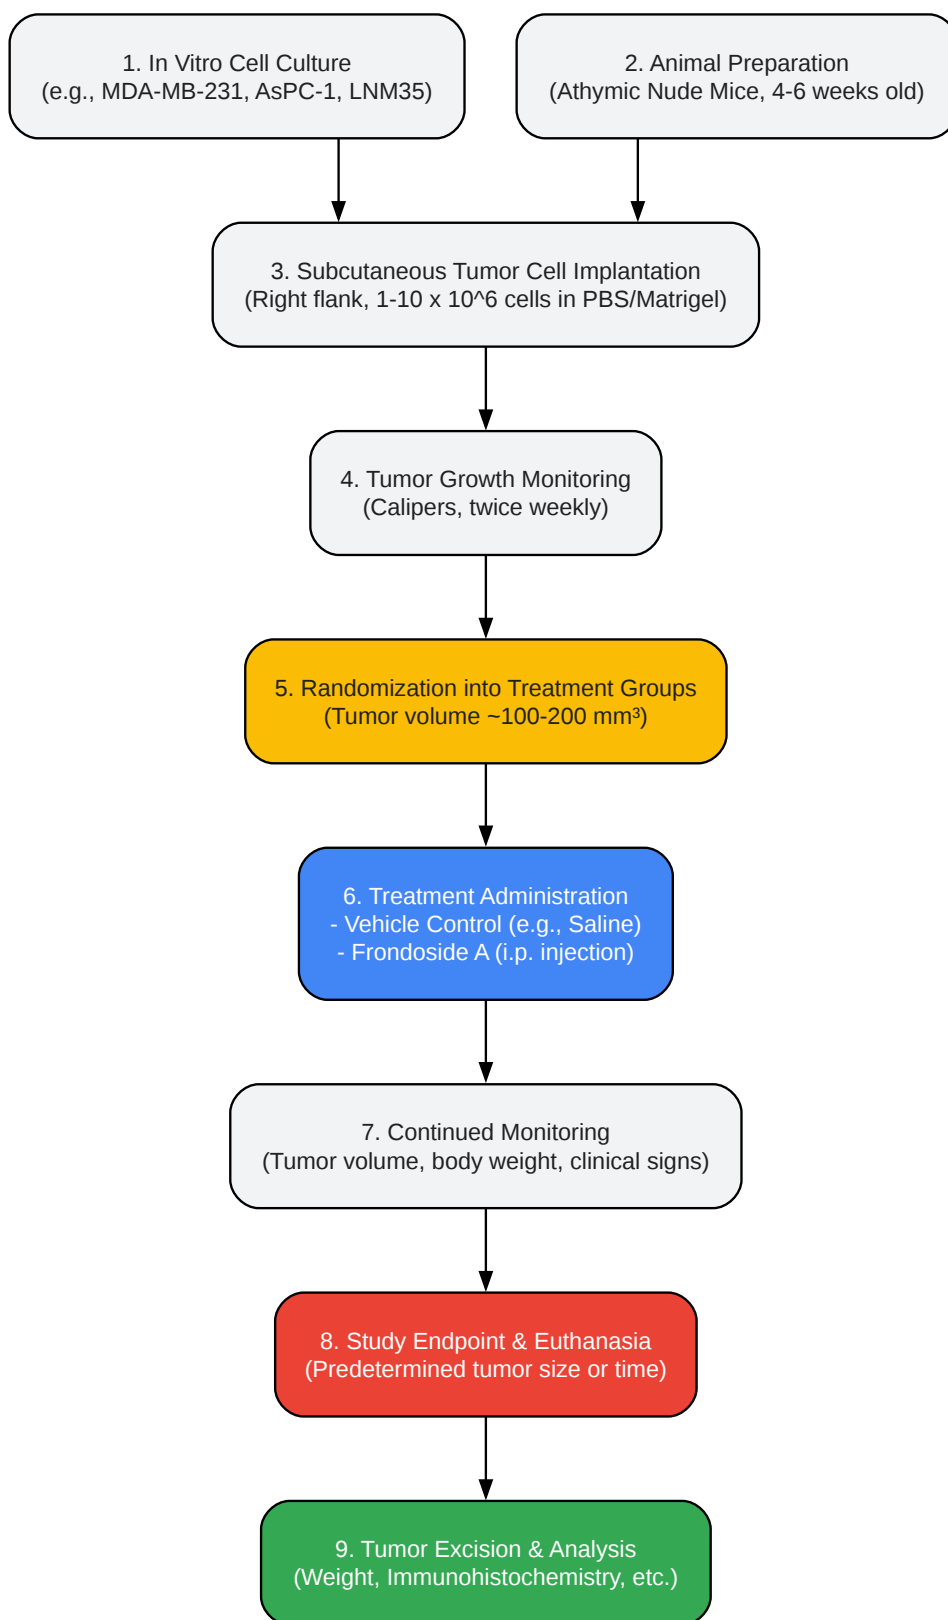 1. In Vitro Cell Culture
(e.g., MDA-MB-231, AsPC-1, LNM35)
2. Animal Preparation
(Athymic Nude Mice, 4-6 weeks old)
3. Subcutaneous Tumor Cell Implantation
(Right flank, 1-10 x 10^6 cells in PBS/Matrigel)
4. Tumor Growth Monitoring
(Calipers, twice weekly)
5. Randomization into Treatment Groups
(Tumor volume ~100-200 mm³)
6. Treatment Administration
- Vehicle Control (e.g., Saline)
- Frondoside A (i.p. injection)
7. Continued Monitoring
(Tumor volume, body weight, clinical signs)
8. Study Endpoint & Euthanasia
(Predetermined tumor size or time)
9. Tumor Excision & Analysis
(Weight, Immunohistochemistry, etc.)